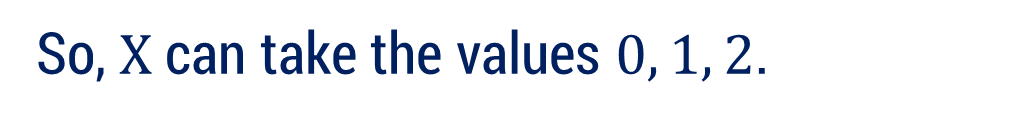 So, X can take the values 0, 1, 2.